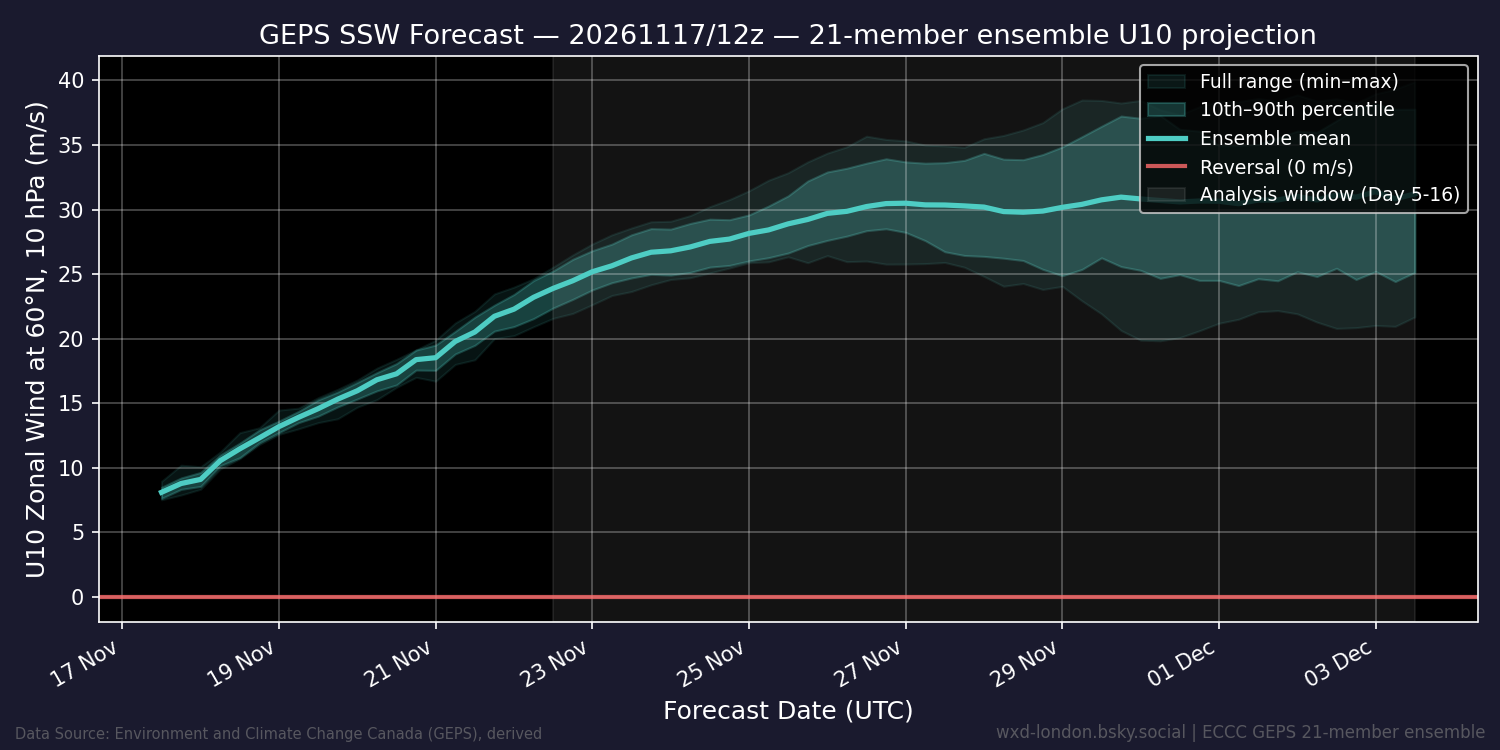 GEPS SSW Forecast — 20261117/12z — 21-member ensemble U10 projection
U10 Zonal Wind at 60°N, 10 hPa (m/s)
40
35
30
25
20
15
10
5
0
Full range (min–max)
10th–90th percentile
Ensemble mean
Reversal (0 m/s)
Analysis window (Day 5-16)
17 Nov
19 Nov
21 Nov
23 Nov
25 Nov
27 Nov
29 Nov
01 Dec
03 Dec
Forecast Date (UTC)
Data Source: Environment and Climate Change Canada (GEPS), derived
wxd-london.bsky.social | ECCC GEPS 21-member ensemble